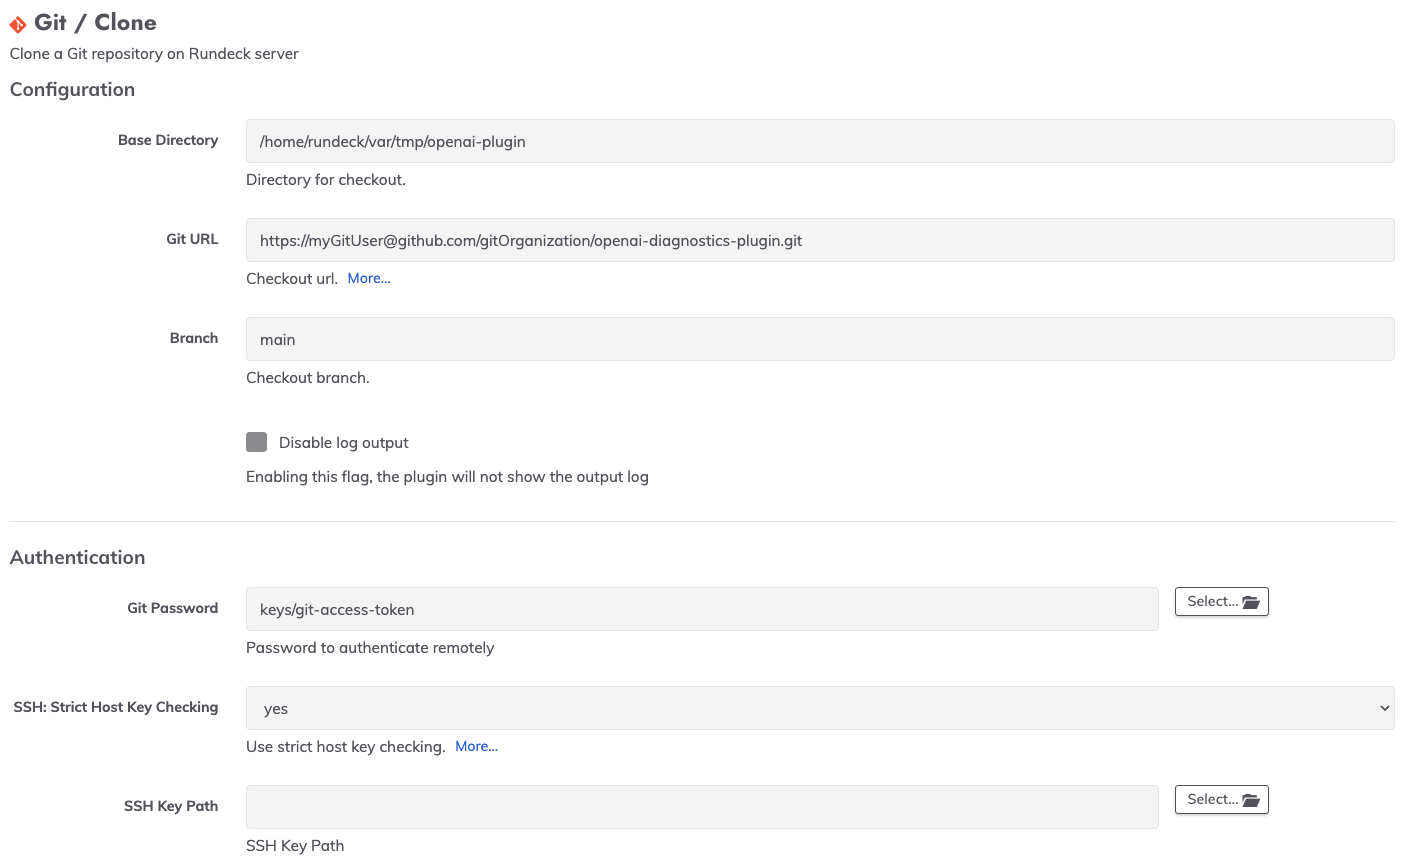 Git / Clone
Clone a Git repository on Rundeck server
Configuration
Base Directory
/home/rundeck/var/tmp/openai-plugin
Directory for checkout.
Git URL
https://myGitUser@github.com/gitOrganization/openai-diagnostics-plugin.git
Checkout url. More...
Branch
main
Checkout branch.
Disable log output
Enabling this flag, the plugin will not show the output log
Authentication
Git Password
keys/git-access-token
Select...
Password to authenticate remotely
SSH: Strict Host Key Checking
yes
Use strict host key checking. More...
SSH Key Path
Select...
SSH Key Path